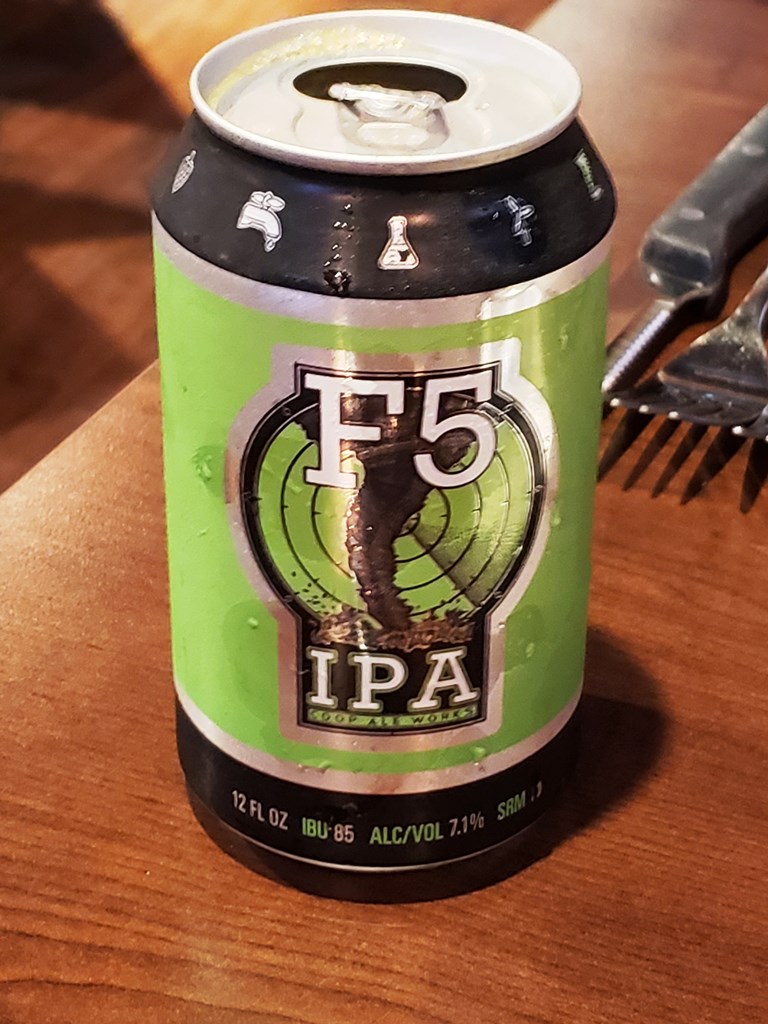 F5
IPA
COOP ALE WORKS
12 FL OZ IBU 85 ALC/VOL 7.1% SRM